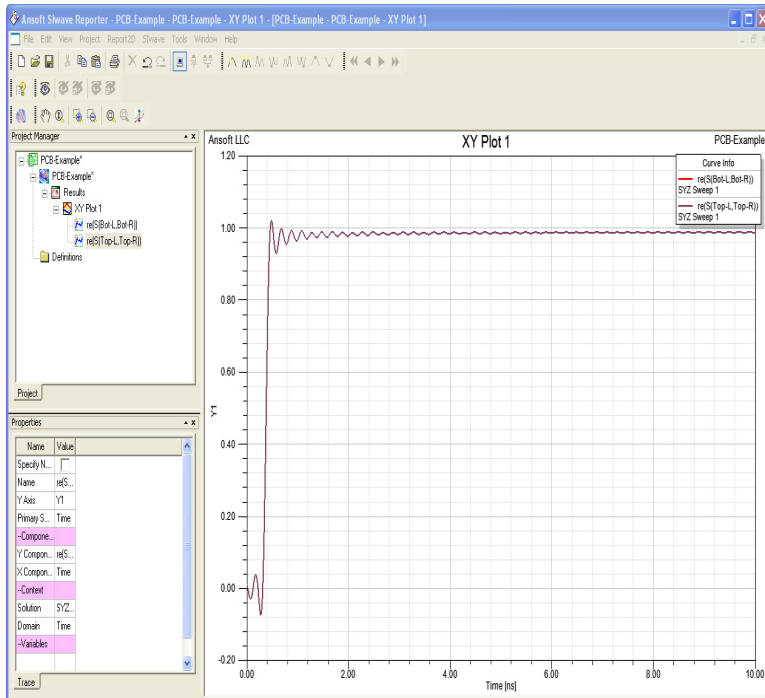 Ansoft SIwave Reporter - PCB-Example - PCB-Example - XY Plot 1 - [PCB-Example - PCB-Example - XY Plot 1]
File Edit View Project Report2D SIwave Tools Window Help
Project Manager
PCB-Example*
PCB-Example*
Results
XY Plot 1
re(S(Bot-L,Bot-R))
re(S(Top-L,Top-R))
Definitions
Project
Properties
Name Value
Specify N...
Name re(S...
Y Axis Y1
Primary S... Time
--Compone...
Y Compon... re(S...
X Compon... Time
--Context
Solution SYZ...
Domain Time
--Variables
Trace
Ansoft LLC XY Plot 1 PCB-Example
Curve Info
re(S(Bot-L,Bot-R))
SYZ Sweep 1
re(S(Top-L,Top-R))
SYZ Sweep 1
1.20
1.00
0.80
0.60
0.40
0.20
0.00
-0.20
Y1
0.00 2.00 4.00 6.00 8.00 10.00
Time [ns]